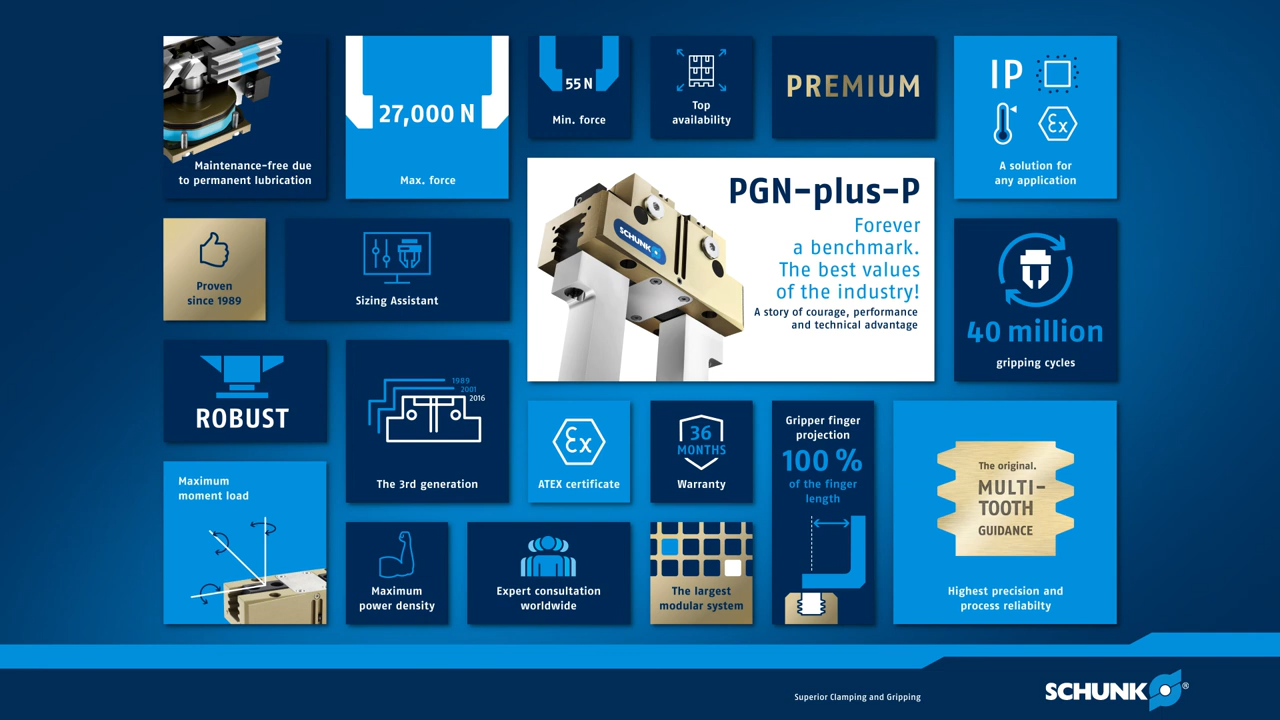 Maintenance-free due
to permanent lubrication
27,000 N
Max. force
55 N
Min. force
Top
availability
PREMIUM
IP
Ex
A solution for
any application
PGN-plus-P
Forever
a benchmark.
The best values
of the industry!
A story of courage, performance
and technical advantage
SCHUNK
Proven
since 1989
Sizing Assistant
40 million
gripping cycles
ROBUST
1989
2001
2016
The 3rd generation
Ex
ATEX certificate
36
MONTHS
Warranty
Gripper finger
projection
100 %
of the finger
length
The original.
MULTI-
TOOTH
GUIDANCE
Highest precision and
process reliabilty
Maximum
moment load
Maximum
power density
Expert consultation
worldwide
The largest
modular system
Superior Clamping and Gripping
SCHUNK ®